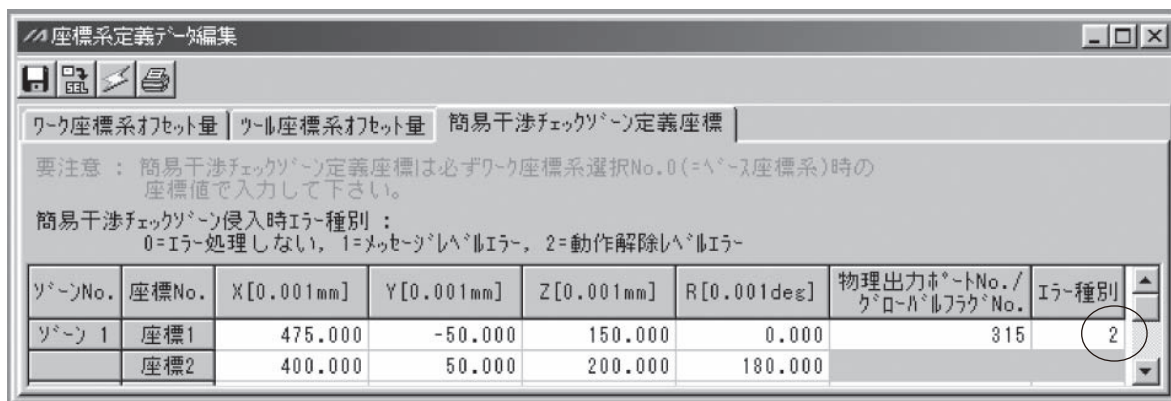 座標系定義データ編集
SEL
ワーク座標系オフセット量 ツール座標系オフセット量 簡易干渉チェックゾーン定義座標
要注意 : 簡易干渉チェックゾーン定義座標は必ずワーク座標系選択No.0(=ベース座標系)時の
座標値で入力して下さい。
簡易干渉チェックゾーン侵入時エラー種別 :
0=エラー処理しない, 1=メッセージレベルエラー, 2=動作解除レベルエラー
ゾーンNo. 座標No. X[0.001mm] Y[0.001mm] Z[0.001mm] R[0.001deg] 物理出力ポートNo./グローバルフラグNo. エラー種別
ゾーン 1 座標1 475.000 -50.000 150.000 0.000 315 2
座標2 400.000 50.000 200.000 180.000